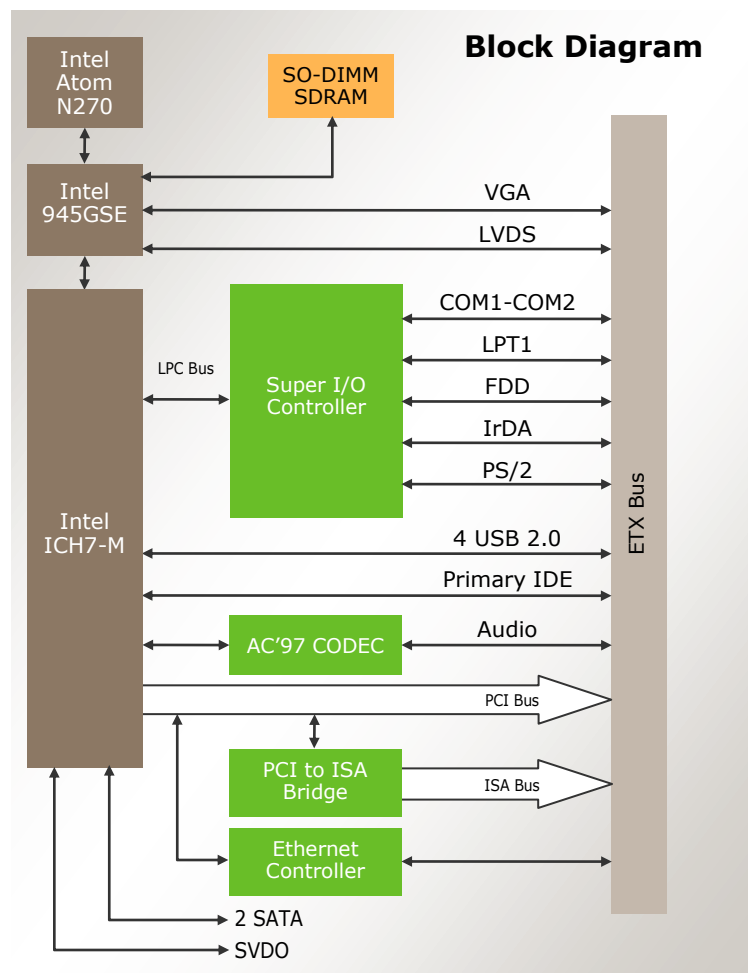 Block Diagram
Intel
Atom
N270
SO-DIMM
SDRAM
Intel
945GSE
VGA
LVDS
COM1-COM2
LPT1
LPC Bus
Super I/O
Controller
FDD
IrDA
PS/2
ETX Bus
Intel
ICH7-M
4 USB 2.0
Primary IDE
AC'97 CODEC
Audio
PCI Bus
PCI to ISA
Bridge
ISA Bus
Ethernet
Controller
2 SATA
SVDO